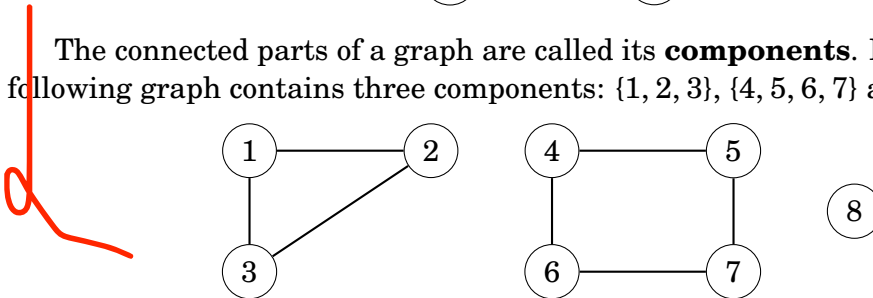 The connected parts of a graph are called its components.
following graph contains three components: {1, 2, 3}, {4, 5, 6, 7}
1 2 4 5
8
3 6 7